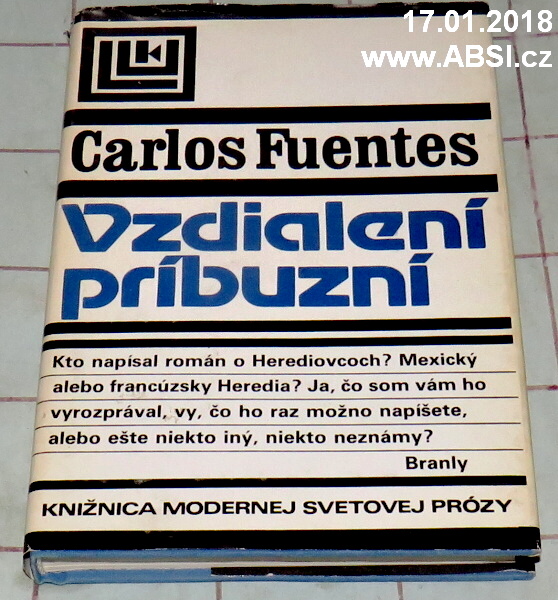 17.01.2018
www.ABSI.cz
Carlos Fuentes
Vzdialení
príbuzní
Kto napísal román o Herediovcoch? Mexický
alebo francúzsky Heredia? Ja, čo som vám ho
vyrozprával, vy, čo ho raz možno napíšete,
alebo ešte niekto iný, niekto neznámy?
Branly
KNIŽNICA MODERNEJ SVETOVEJ PRÓZY